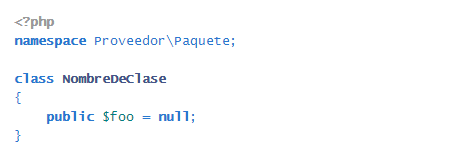 <?php
namespace Proveedor\Paquete;
class NombreDeClase
{
public $foo = null;
}